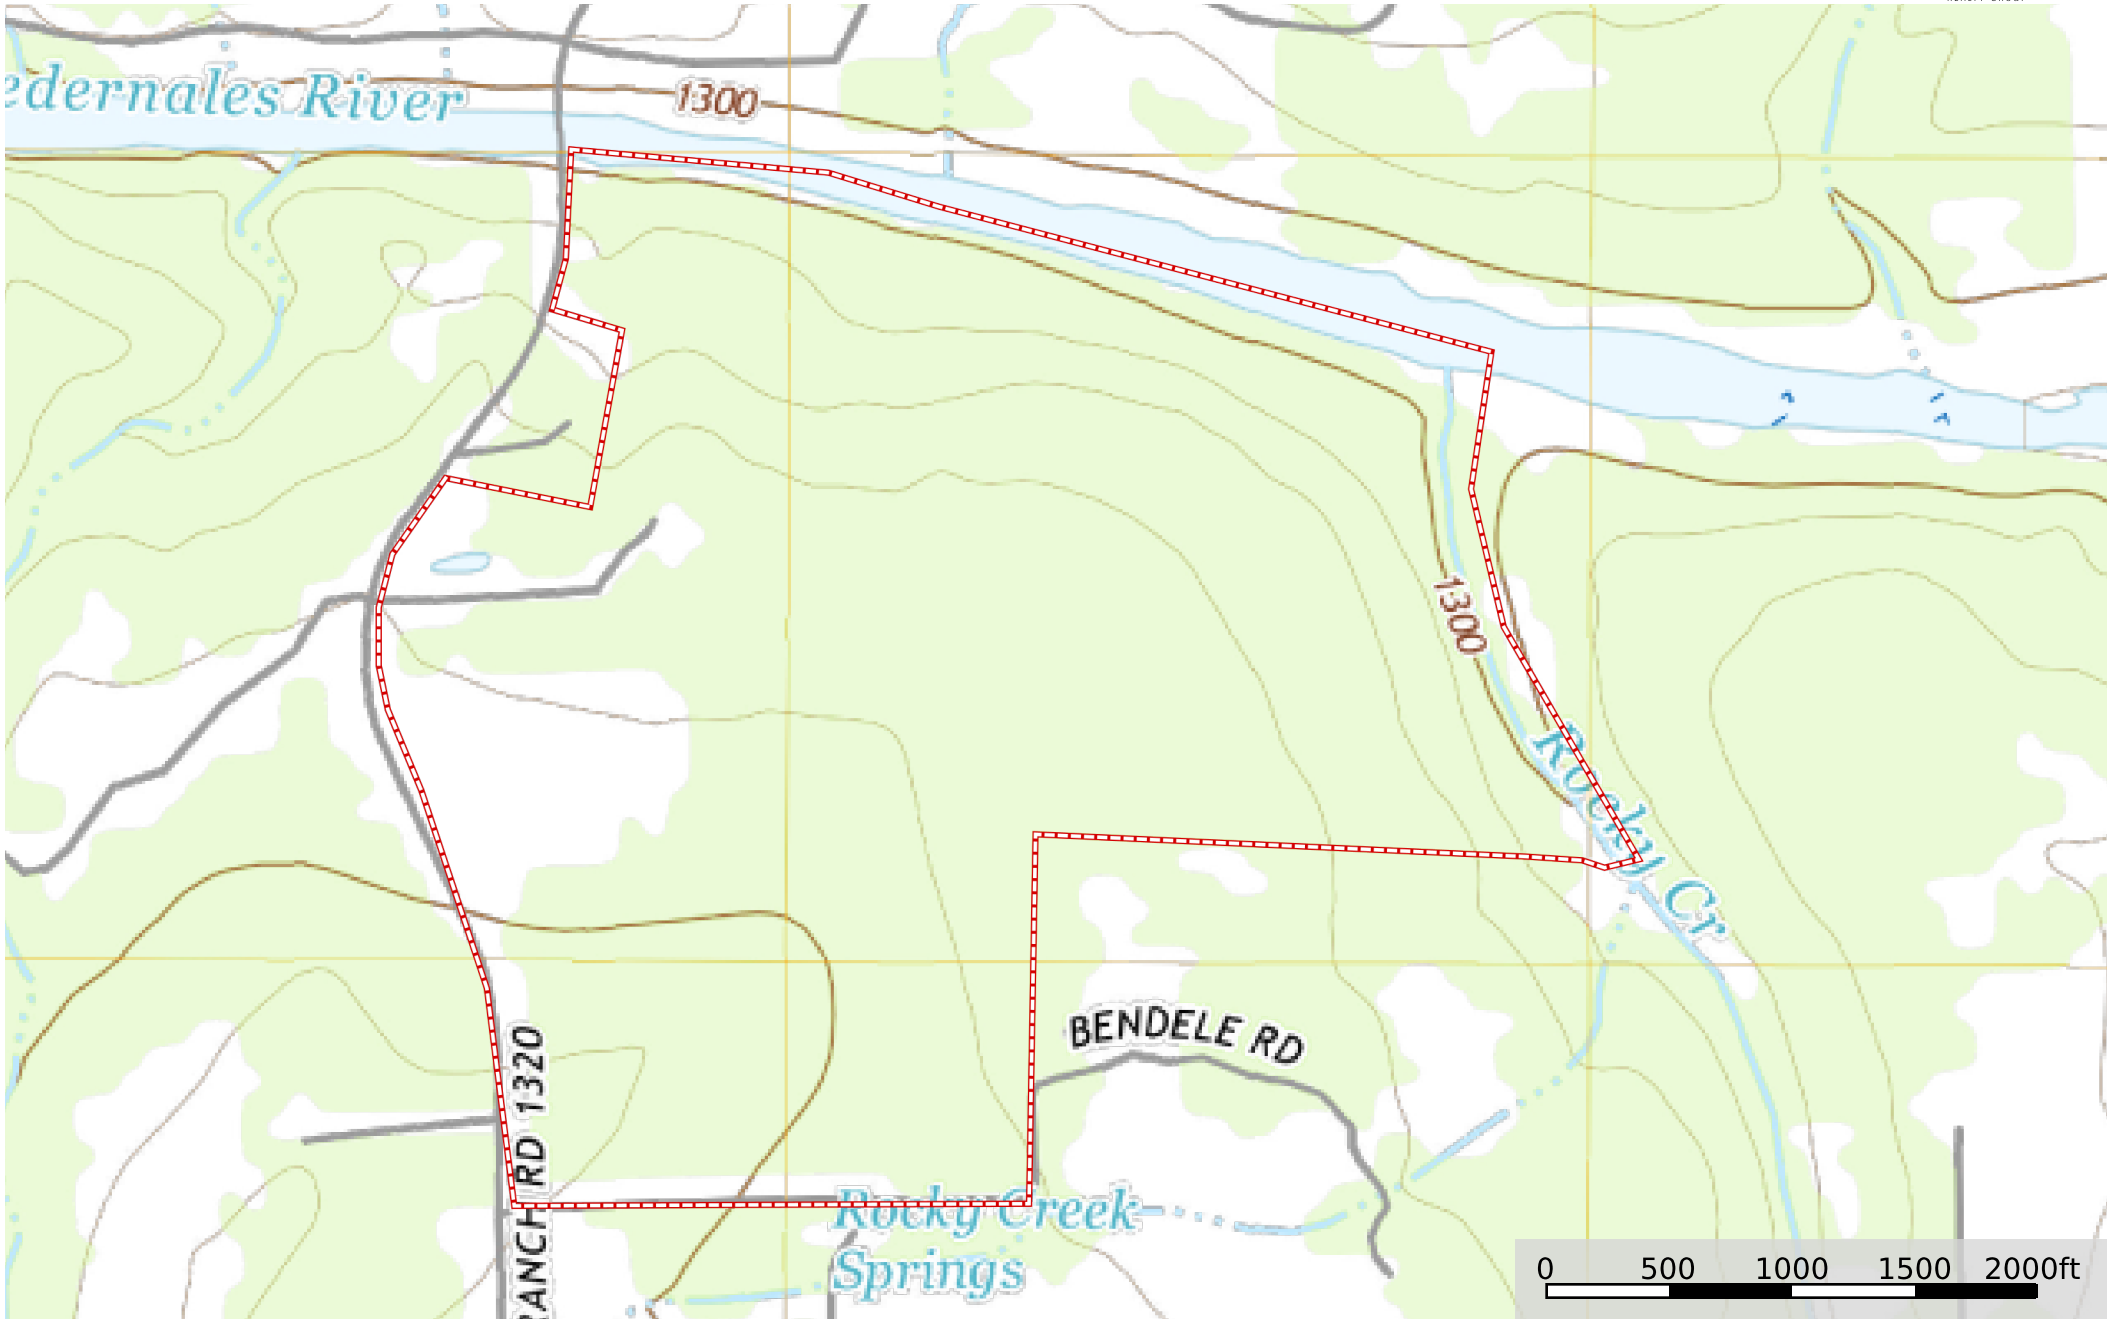 edernales River
1300
1300
Rocky Cr
BENDELE RD
RANCH RD 1320
Rocky Creek
Springs
0 500 1000 1500 2000ft